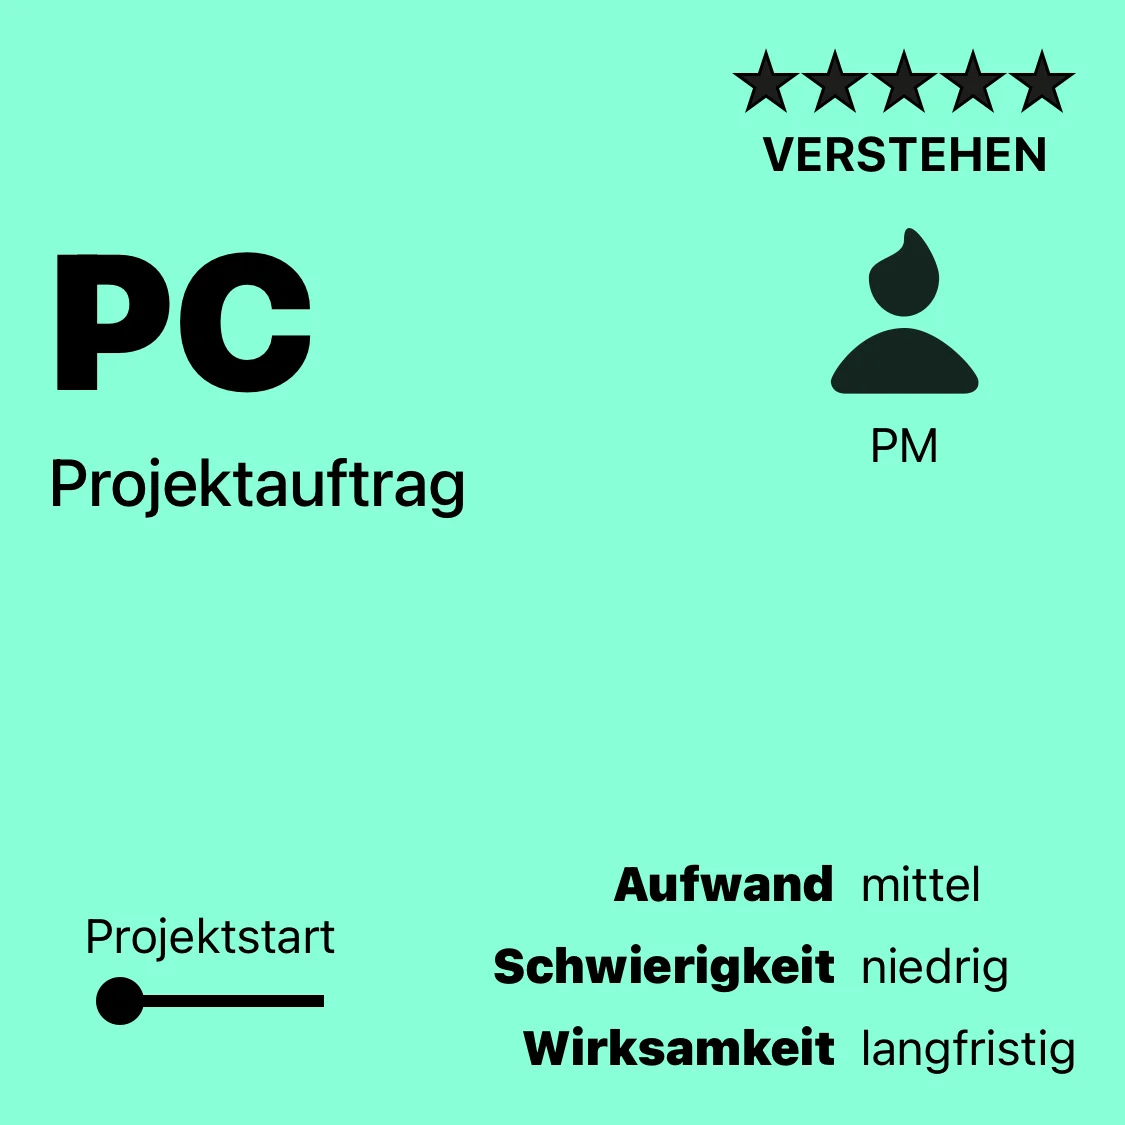 ★★★★★
VERSTEHEN
PC
Projektauftrag
PM
Projektstart
Aufwand mittel
Schwierigkeit niedrig
Wirksamkeit langfristig